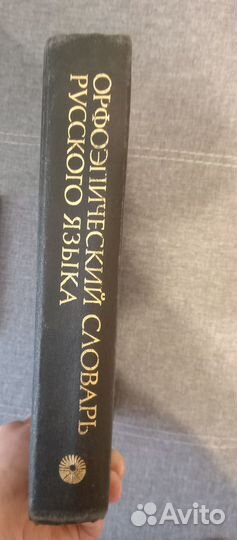 ОРФОЭПИЧЕСКИЙ СЛОВАРЬ
РУССКОГО ЯЗЫКА
Avito